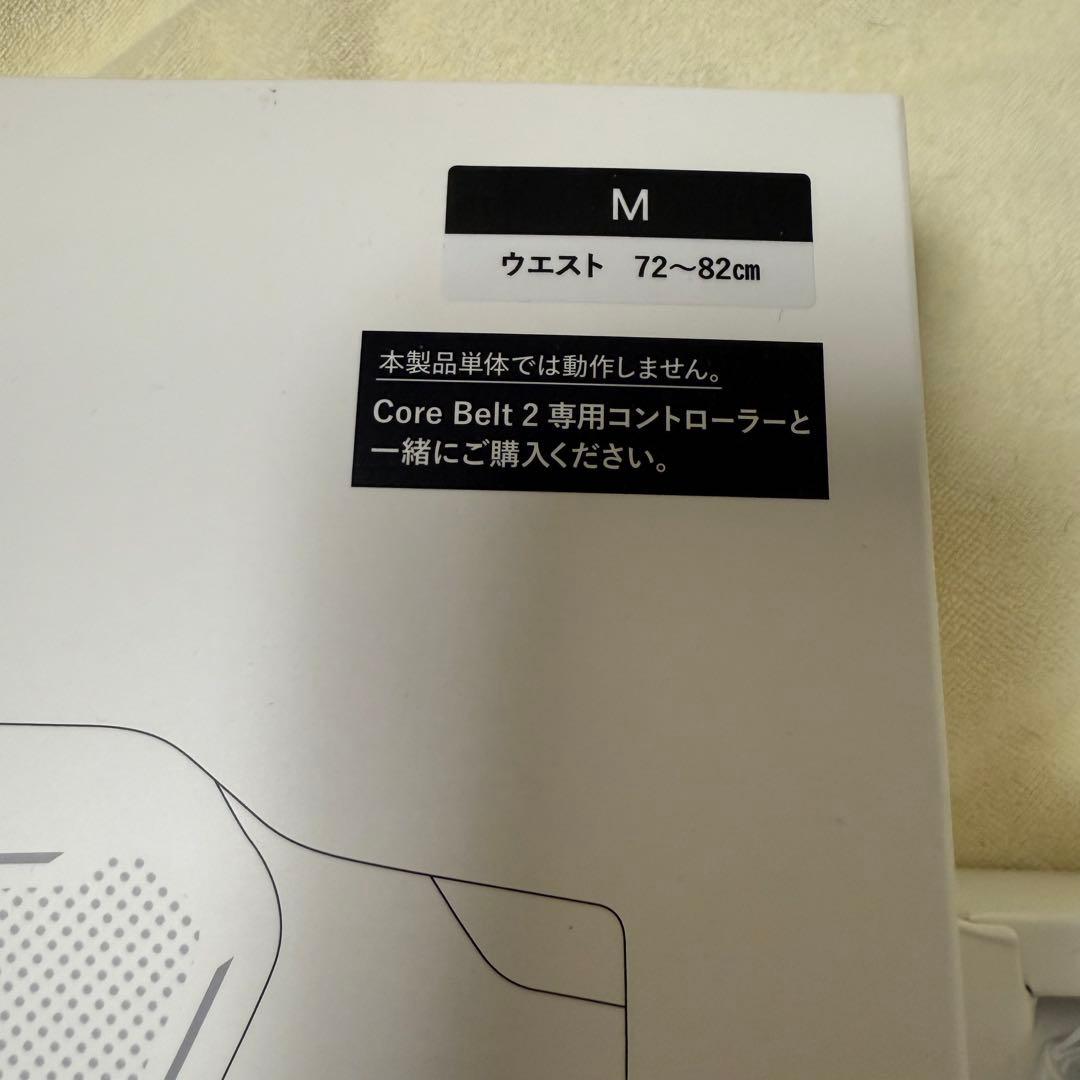 M
ウエスト 72〜82㎝
本製品単体では動作しません。
Core Belt 2 専用コントローラーと
一緒にご購入ください。